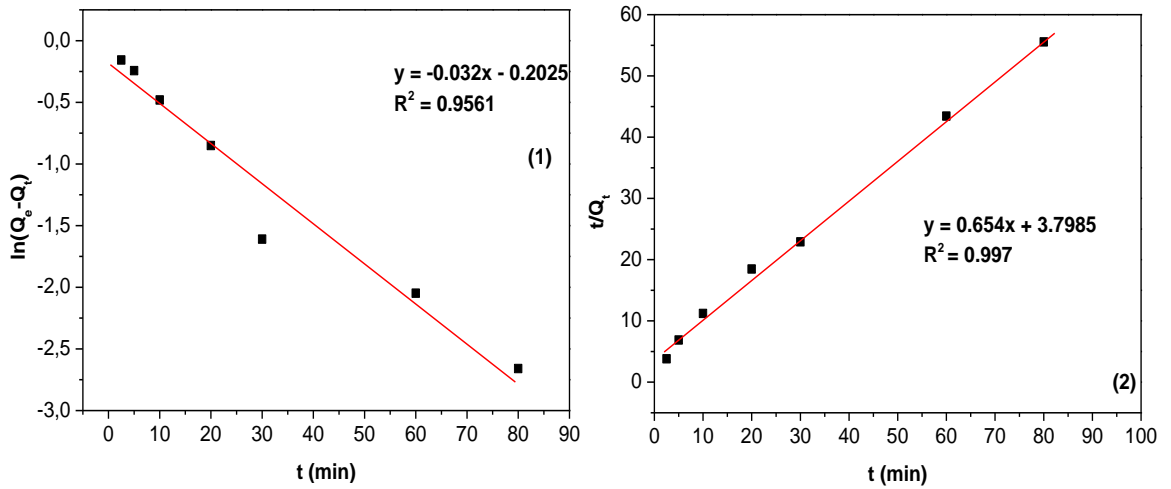 0,0
-0,5
-1,0
-1,5
-2,0
-2,5
-3,0
ln(Qe-Qt)
y = -0.032x - 0.2025
R2 = 0.9561
(1)
0 10 20 30 40 50 60 70 80 90
t (min)
60
50
40
30
20
10
0
t/Qt
y = 0.654x + 3.7985
R2 = 0.997
(2)
0 10 20 30 40 50 60 70 80 90 100
t (min)